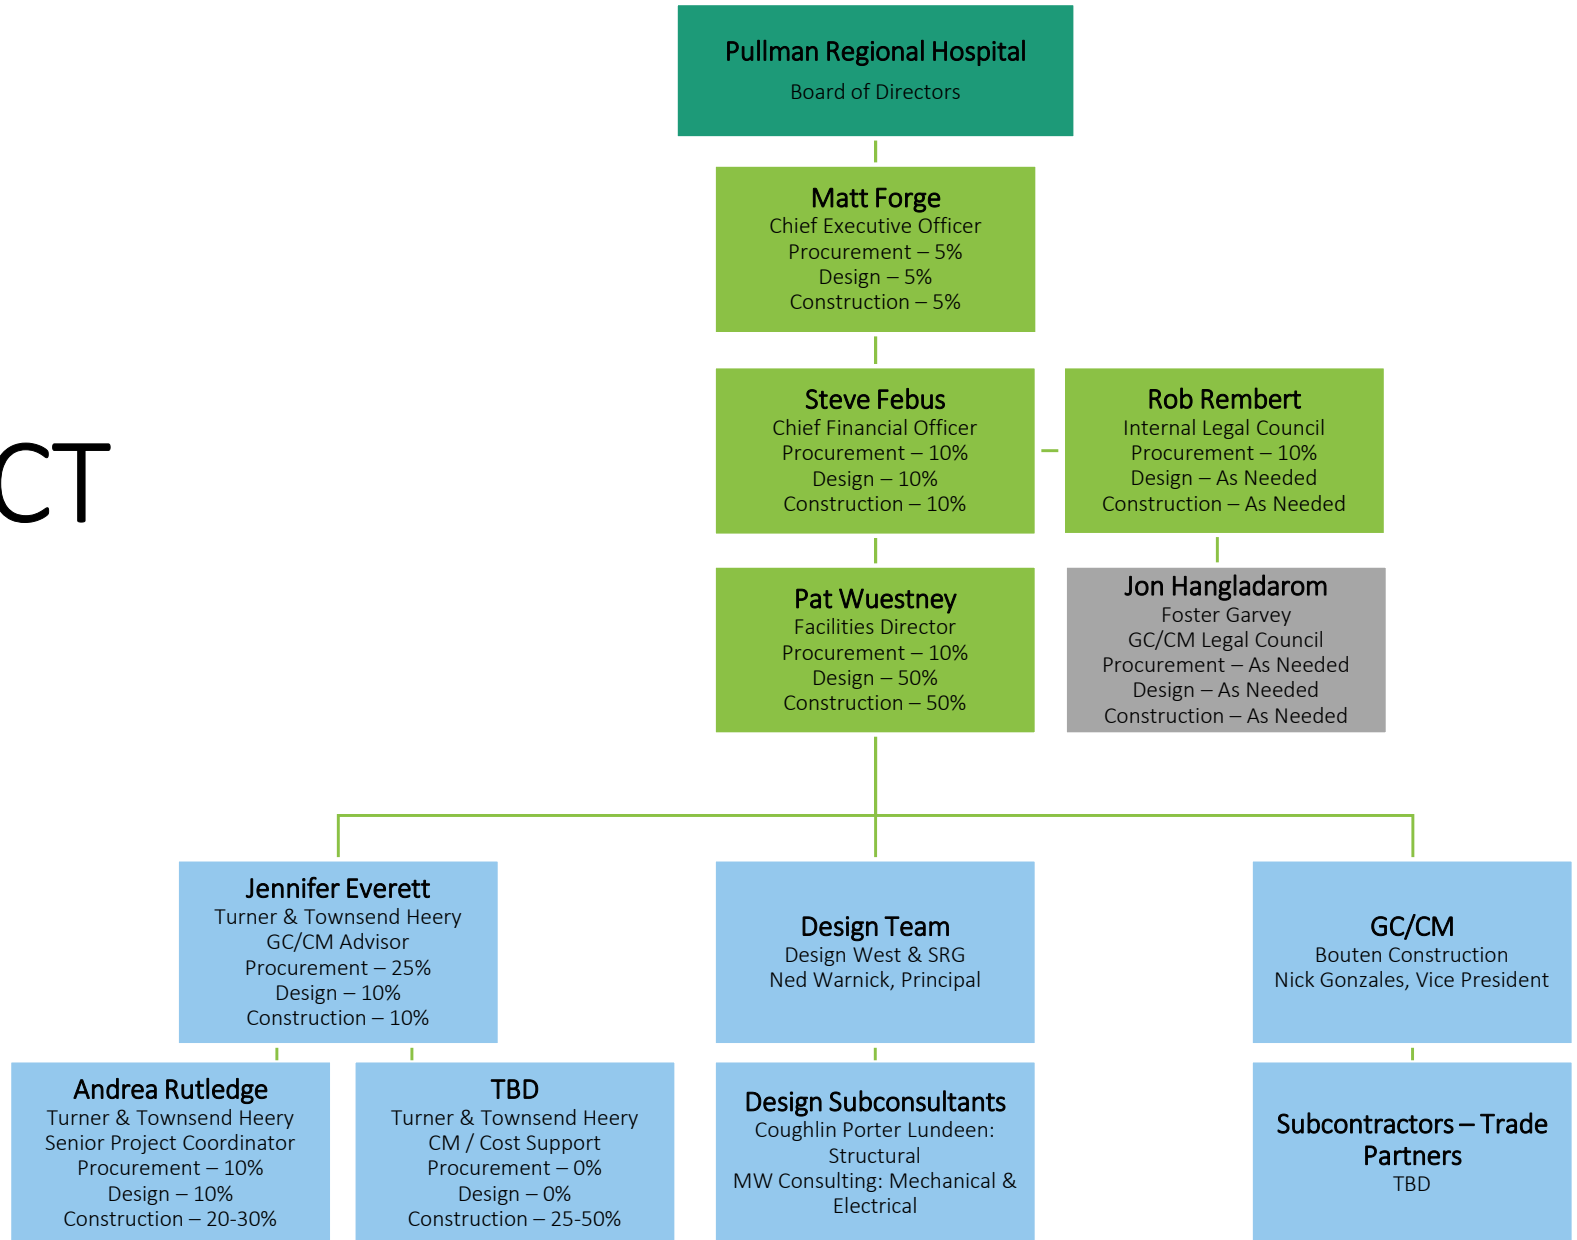 Pullman Regional Hospital
Board of Directors
Matt Forge
Chief Executive Officer
Procurement – 5%
Design – 5%
Construction – 5%
CT
Steve Febus
Chief Financial Officer
Procurement – 10%
Design – 10%
Construction – 10%
Rob Rembert
Internal Legal Council
Procurement – 10%
Design – As Needed
Construction – As Needed
Pat Wuestney
Facilities Director
Procurement – 10%
Design – 50%
Construction – 50%
Jon Hangladarom
Foster Garvey
GC/CM Legal Council
Procurement – As Needed
Design – As Needed
Construction – As Needed
Jennifer Everett
Turner & Townsend Heery
GC/CM Advisor
Procurement – 25%
Design – 10%
Construction – 10%
Design Team
Design West & SRG
Ned Warnick, Principal
GC/CM
Bouten Construction
Nick Gonzales, Vice President
Andrea Rutledge
Turner & Townsend Heery
Senior Project Coordinator
Procurement – 10%
Design – 10%
Construction – 20-30%
TBD
Turner & Townsend Heery
CM / Cost Support
Procurement – 0%
Design – 0%
Construction – 25-50%
Design Subconsultants
Coughlin Porter Lundeen:
Structural
MW Consulting: Mechanical &
Electrical
Subcontractors – Trade
Partners
TBD